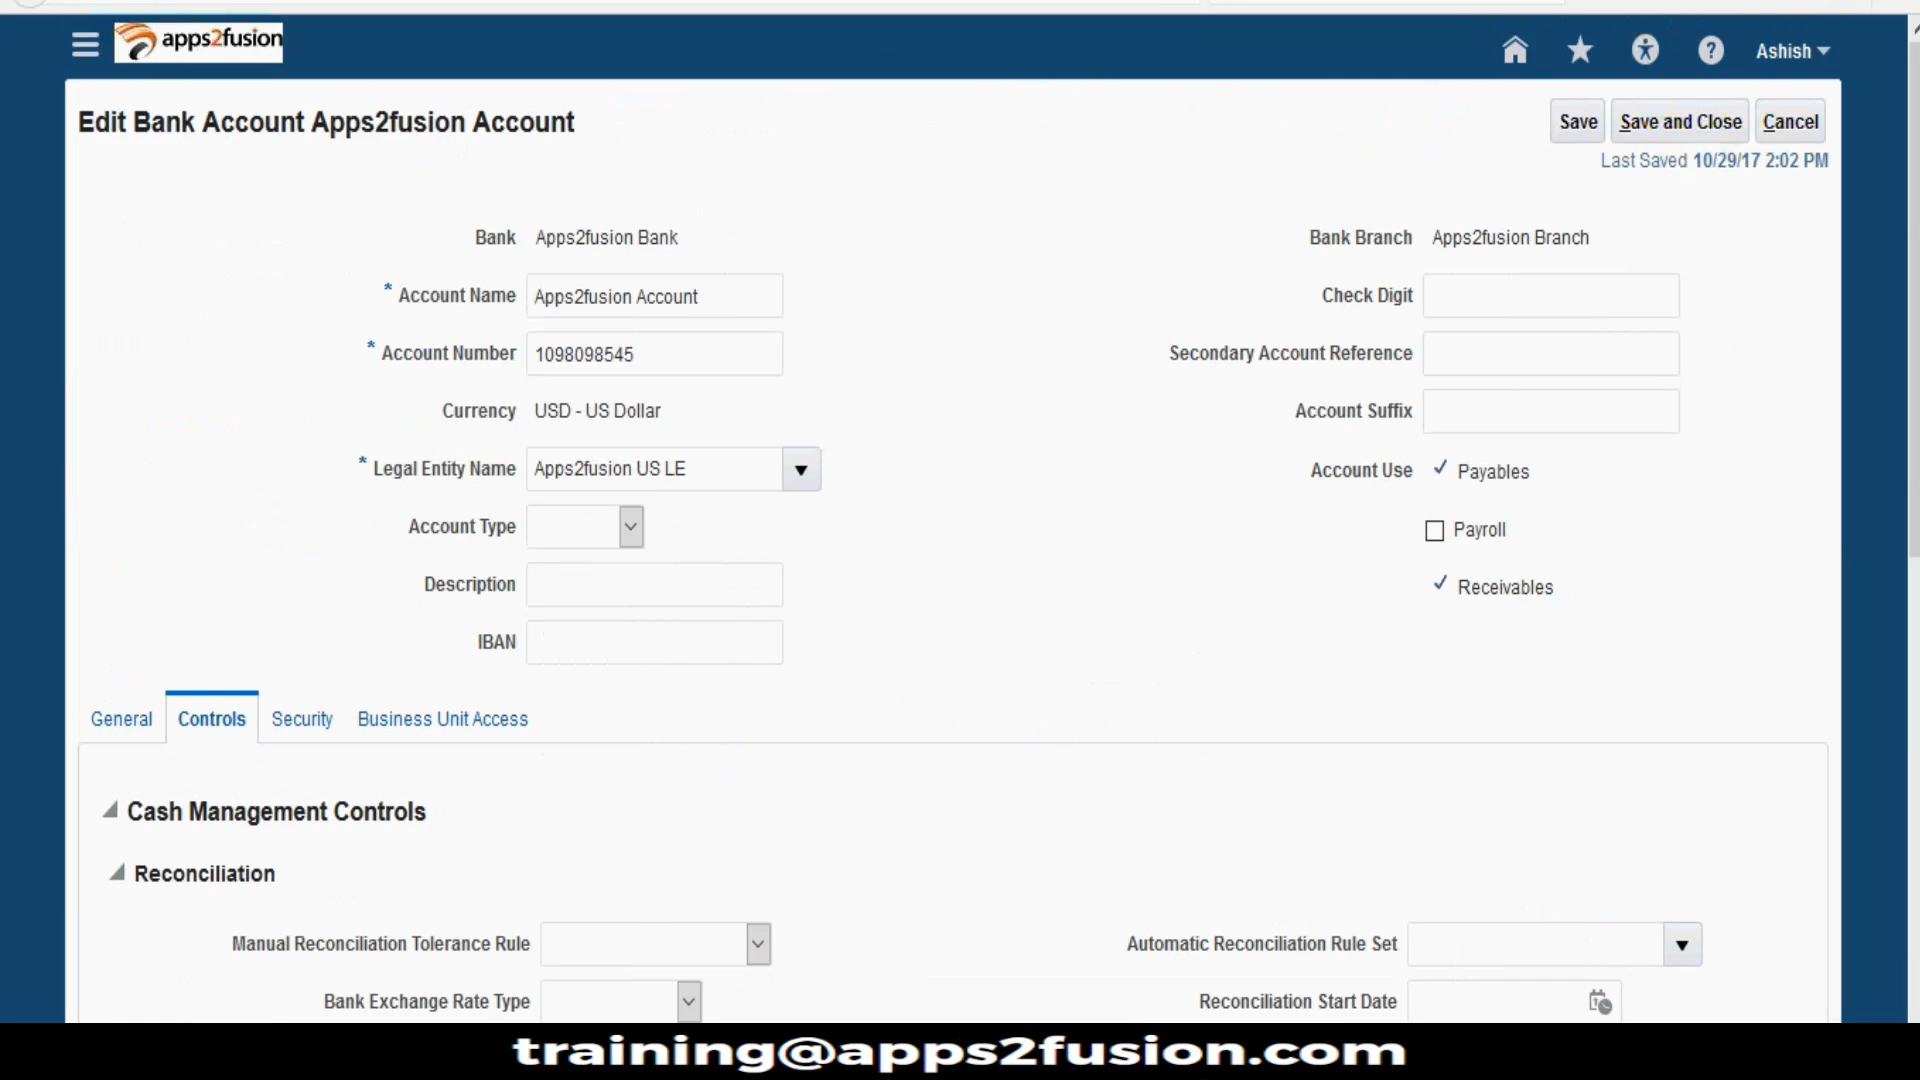 apps2fusion
Ashish
Edit Bank Account Apps2fusion Account
Save
Save and Close
Cancel
Last Saved 10/29/17 2:02 PM
Bank Apps2fusion Bank
Bank Branch Apps2fusion Branch
* Account Name Apps2fusion Account
Check Digit
* Account Number 1098098545
Secondary Account Reference
Currency USD - US Dollar
Account Suffix
* Legal Entity Name Apps2fusion US LE
Account Use Payables
Account Type
Payroll
Description
Receivables
IBAN
General Controls Security Business Unit Access
Cash Management Controls
Reconciliation
Manual Reconciliation Tolerance Rule
Automatic Reconciliation Rule Set
Bank Exchange Rate Type
Reconciliation Start Date
training@apps2fusion.com